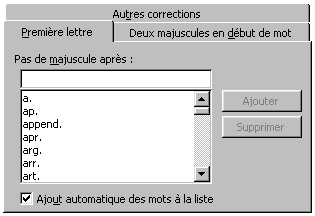 Autres corrections
Première lettre
Deux majuscules en début de mot
Pas de majuscule après :
a.
ap.
append.
apr.
arg.
arr.
art.
Ajouter
Supprimer
Ajout automatique des mots à la liste